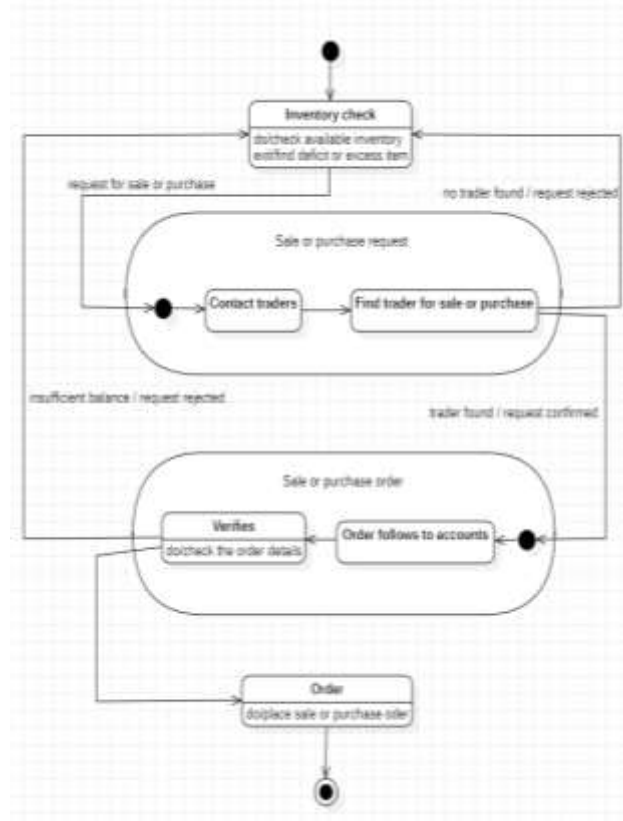 Inventory check
do/check available inventory
exit/find deficit or excess item
request for sale or purchase
no trader found / request rejected
Sale or purchase request
Contact traders
Find trader for sale or purchase
insufficient balance / request rejected
trader found / request confirmed
Sale or purchase order
Verifies
do/check the order details
Order follows to accounts
Order
do/place sale or purchase oder